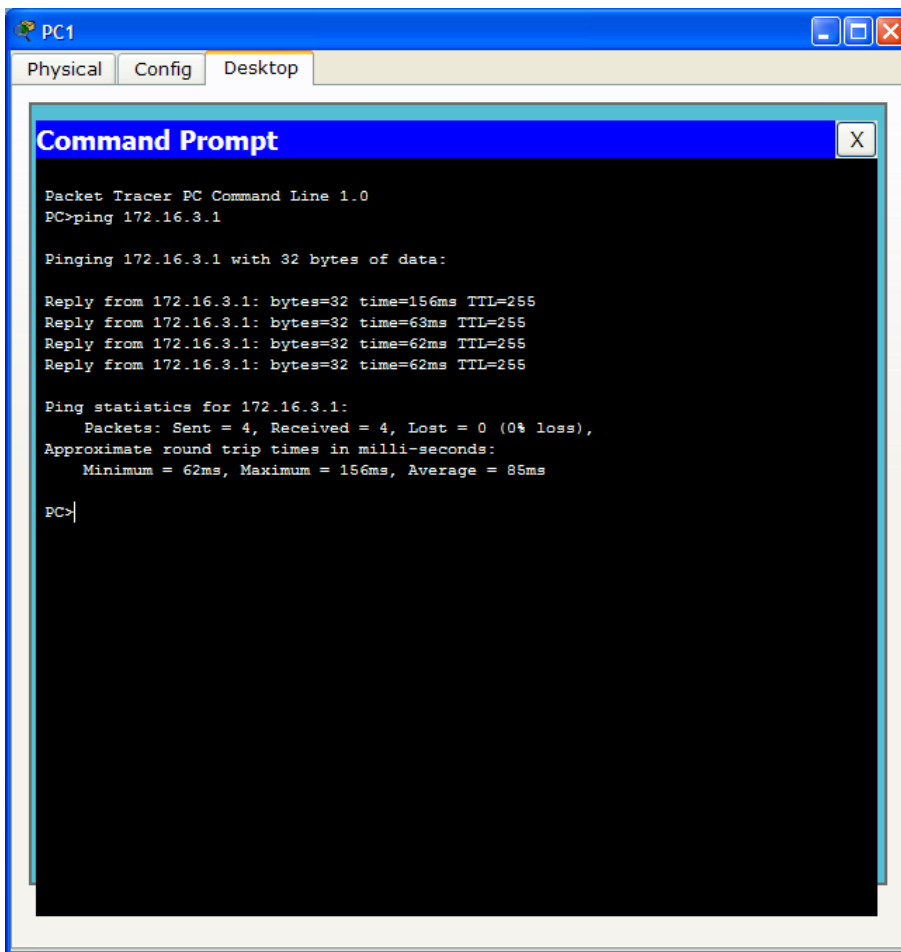 PC1
Physical Config Desktop
Command Prompt X
Packet Tracer PC Command Line 1.0
PC>ping 172.16.3.1
Pinging 172.16.3.1 with 32 bytes of data:
Reply from 172.16.3.1: bytes=32 time=156ms TTL=255
Reply from 172.16.3.1: bytes=32 time=63ms TTL=255
Reply from 172.16.3.1: bytes=32 time=62ms TTL=255
Reply from 172.16.3.1: bytes=32 time=62ms TTL=255
Ping statistics for 172.16.3.1:
Packets: Sent = 4, Received = 4, Lost = 0 (0% loss),
Approximate round trip times in milli-seconds:
Minimum = 62ms, Maximum = 156ms, Average = 85ms
PC>